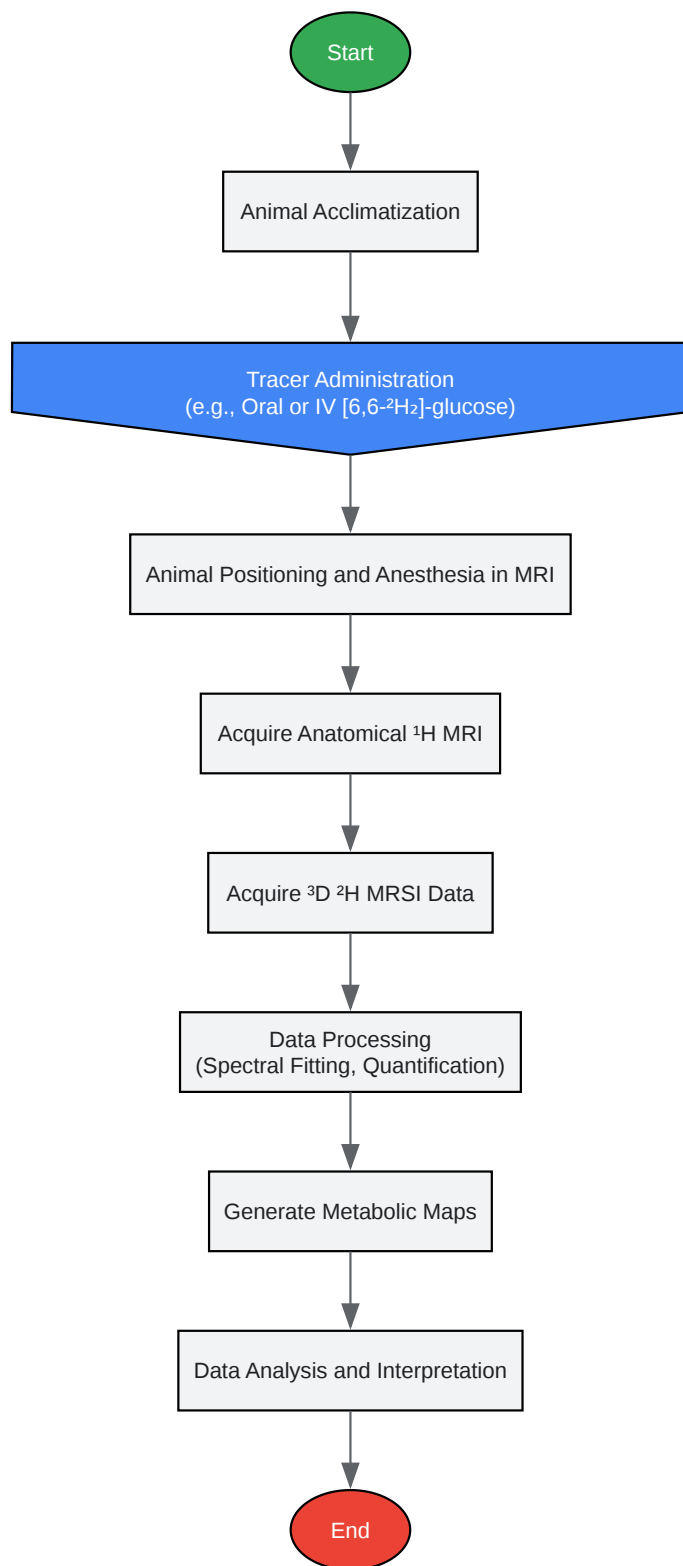 Start
Animal Acclimatization
Tracer Administration
(e.g., Oral or IV [6,6-²H₂]-glucose)
Animal Positioning and Anesthesia in MRI
Acquire Anatomical ¹H MRI
Acquire ³D ²H MRSI Data
Data Processing
(Spectral Fitting, Quantification)
Generate Metabolic Maps
Data Analysis and Interpretation
End